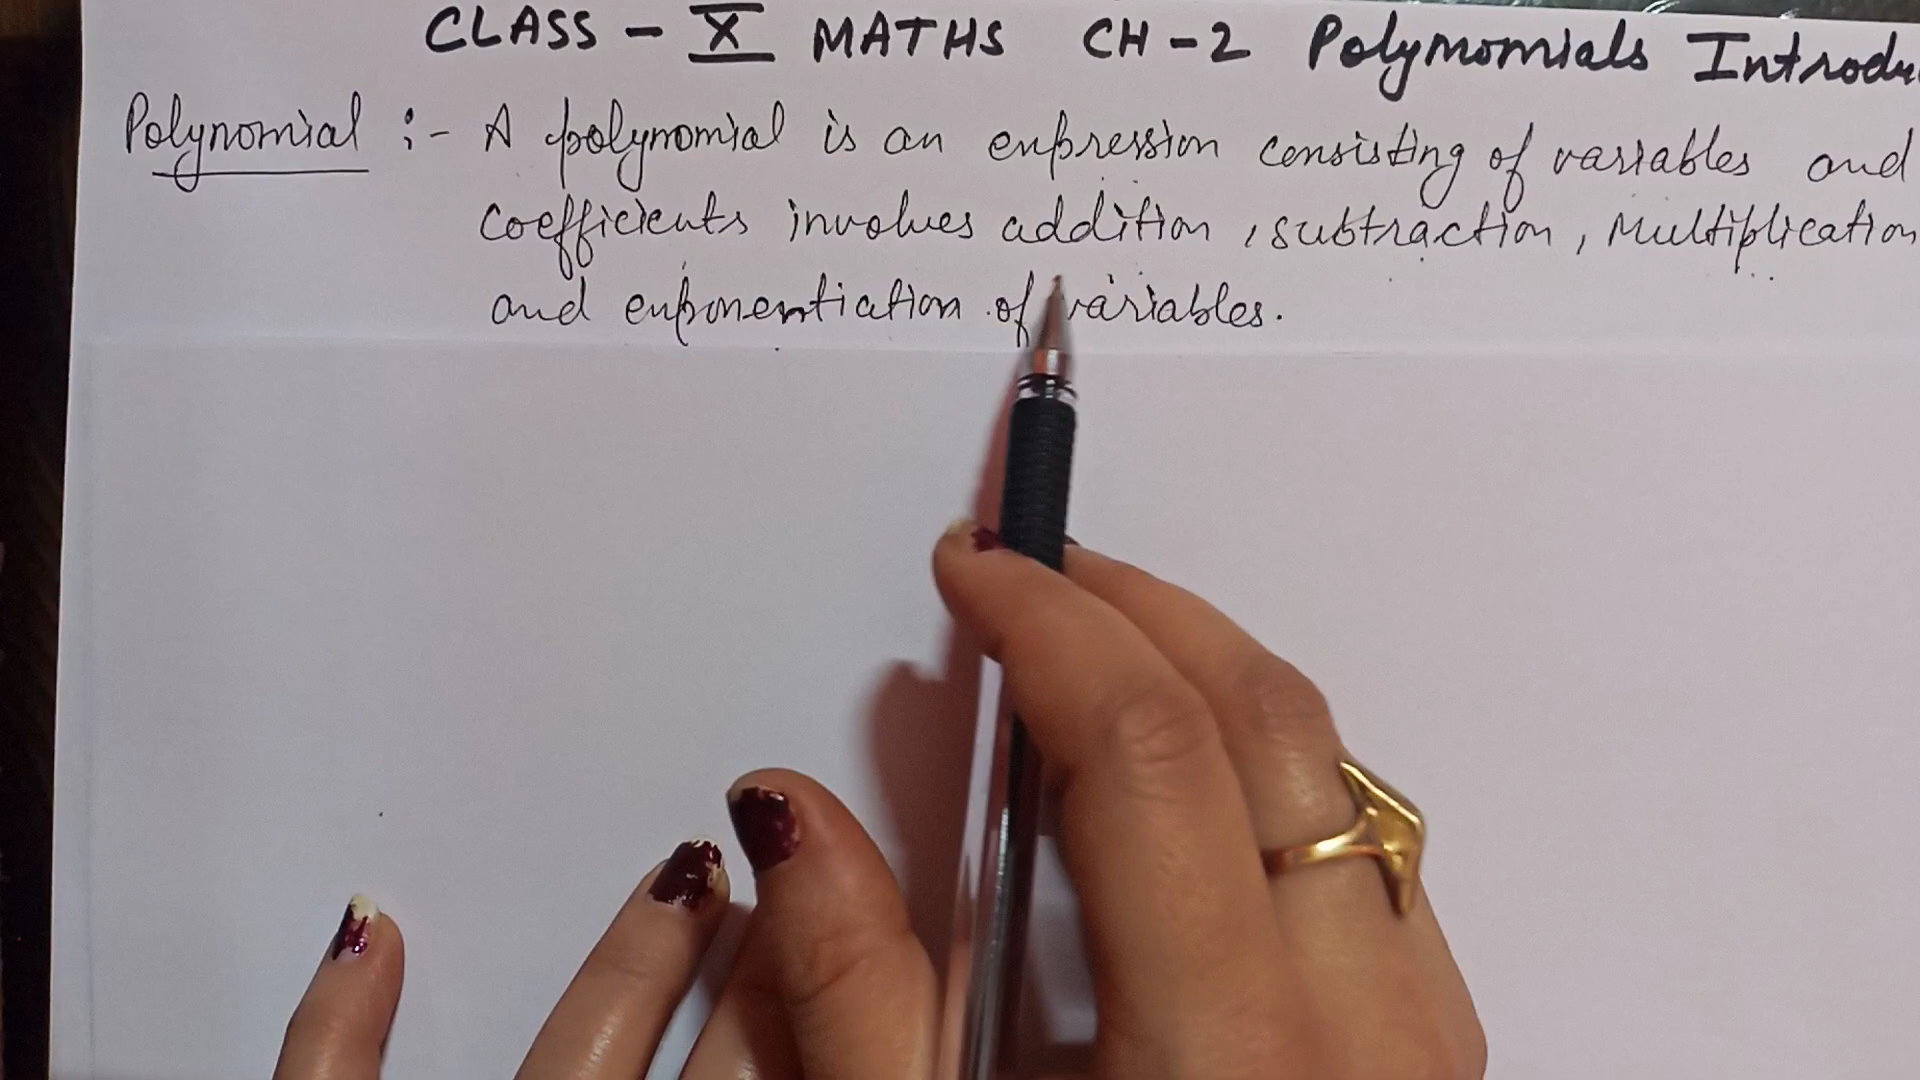 CLASS - X MATHS CH-2 Polynomials Introdu
Polynomial :- A polynomial is an expression consisting of variables and
coefficients involves addition, subtraction, Multiplication
and exponentiation of variables.